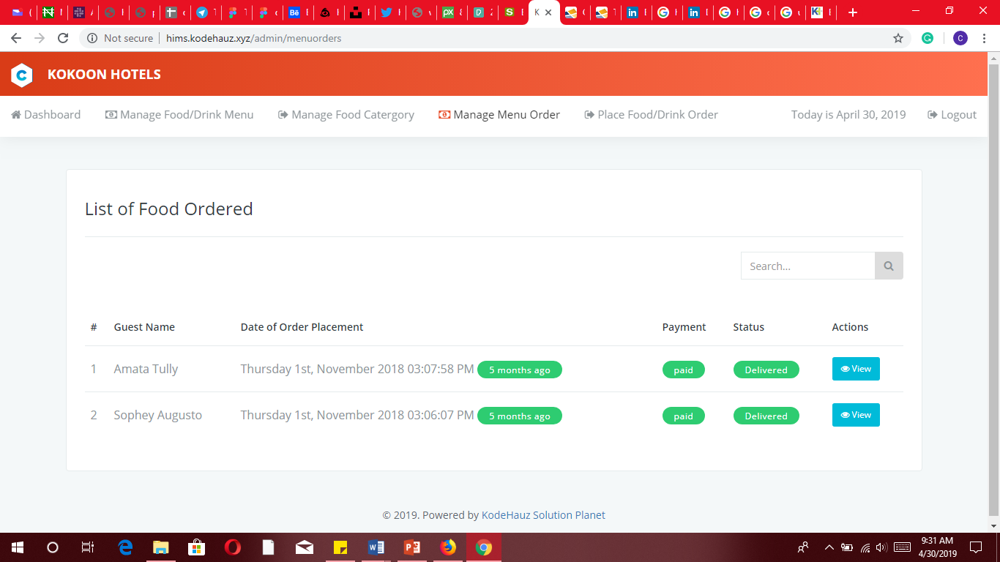 Not secure | hims.kodehauz.xyz/admin/menuorders
C
C KOKOON HOTELS
Dashboard Manage Food/Drink Menu Manage Food Catergory Manage Menu Order Place Food/Drink Order Today is April 30, 2019 Logout
List of Food Ordered
Search...
# Guest Name Date of Order Placement Payment Status Actions
1 Amata Tully Thursday 1st, November 2018 03:07:58 PM 5 months ago paid Delivered View
2 Sophey Augusto Thursday 1st, November 2018 03:06:07 PM 5 months ago paid Delivered View
© 2019. Powered by KodeHauz Solution Planet
9:31 AM
4/30/2019